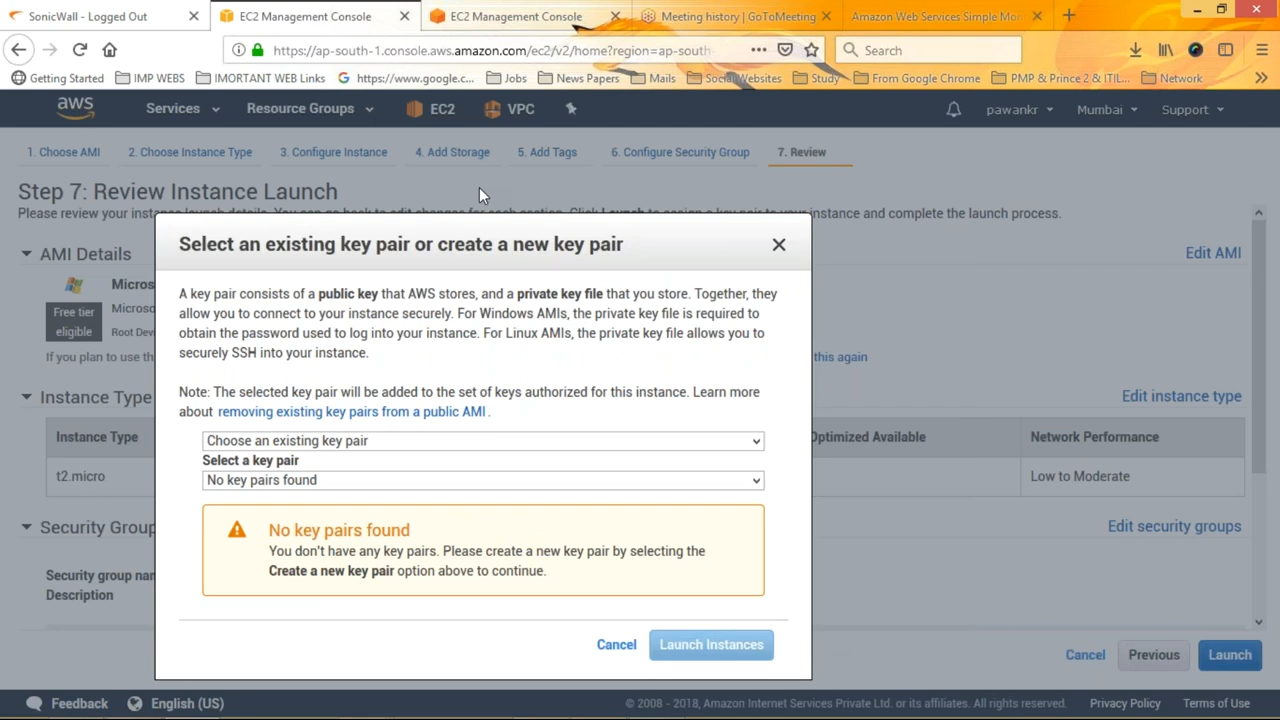 SonicWall - Logged Out
EC2 Management Console
EC2 Management Console
Meeting history | GoToMeeting
Amazon Web Services Simple Mon
https://ap-south-1.console.aws.amazon.com/ec2/v2/home?region=ap-south-
Search
Getting Started
IMP WEBS
IMORTANT WEB Links
https://www.google.c...
Jobs
News Papers
Mails
Social Websites
Study
From Google Chrome
PMP & Prince 2 & ITIL...
Network
aws
Services
Resource Groups
EC2
VPC
pawankr
Mumbai
Support
1. Choose AMI
2. Choose Instance Type
3. Configure Instance
4. Add Storage
5. Add Tags
6. Configure Security Group
7. Review
Step 7: Review Instance Launch
Please review your instance launch details. You can go back to edit changes for each section. Click Launch to assign a key pair to your instance and complete the launch process.
AMI Details
Edit AMI
Micros
Free tier
eligible
Microso
Root Devi
If you plan to use th
this again
Instance Type
Edit instance type
Instance Type
Optimized Available
Network Performance
t2.micro
Low to Moderate
Security Group
Edit security groups
Security group nam
Description
Select an existing key pair or create a new key pair
A key pair consists of a public key that AWS stores, and a private key file that you store. Together, they
allow you to connect to your instance securely. For Windows AMIs, the private key file is required to
obtain the password used to log into your instance. For Linux AMIs, the private key file allows you to
securely SSH into your instance.
Note: The selected key pair will be added to the set of keys authorized for this instance. Learn more
about removing existing key pairs from a public AMI .
Choose an existing key pair
Select a key pair
No key pairs found
No key pairs found
You don't have any key pairs. Please create a new key pair by selecting the
Create a new key pair option above to continue.
Cancel
Launch Instances
Cancel
Previous
Launch
Feedback
English (US)
© 2008 - 2018, Amazon Internet Services Private Ltd. or its affiliates. All rights reserved.
Privacy Policy
Terms of Use